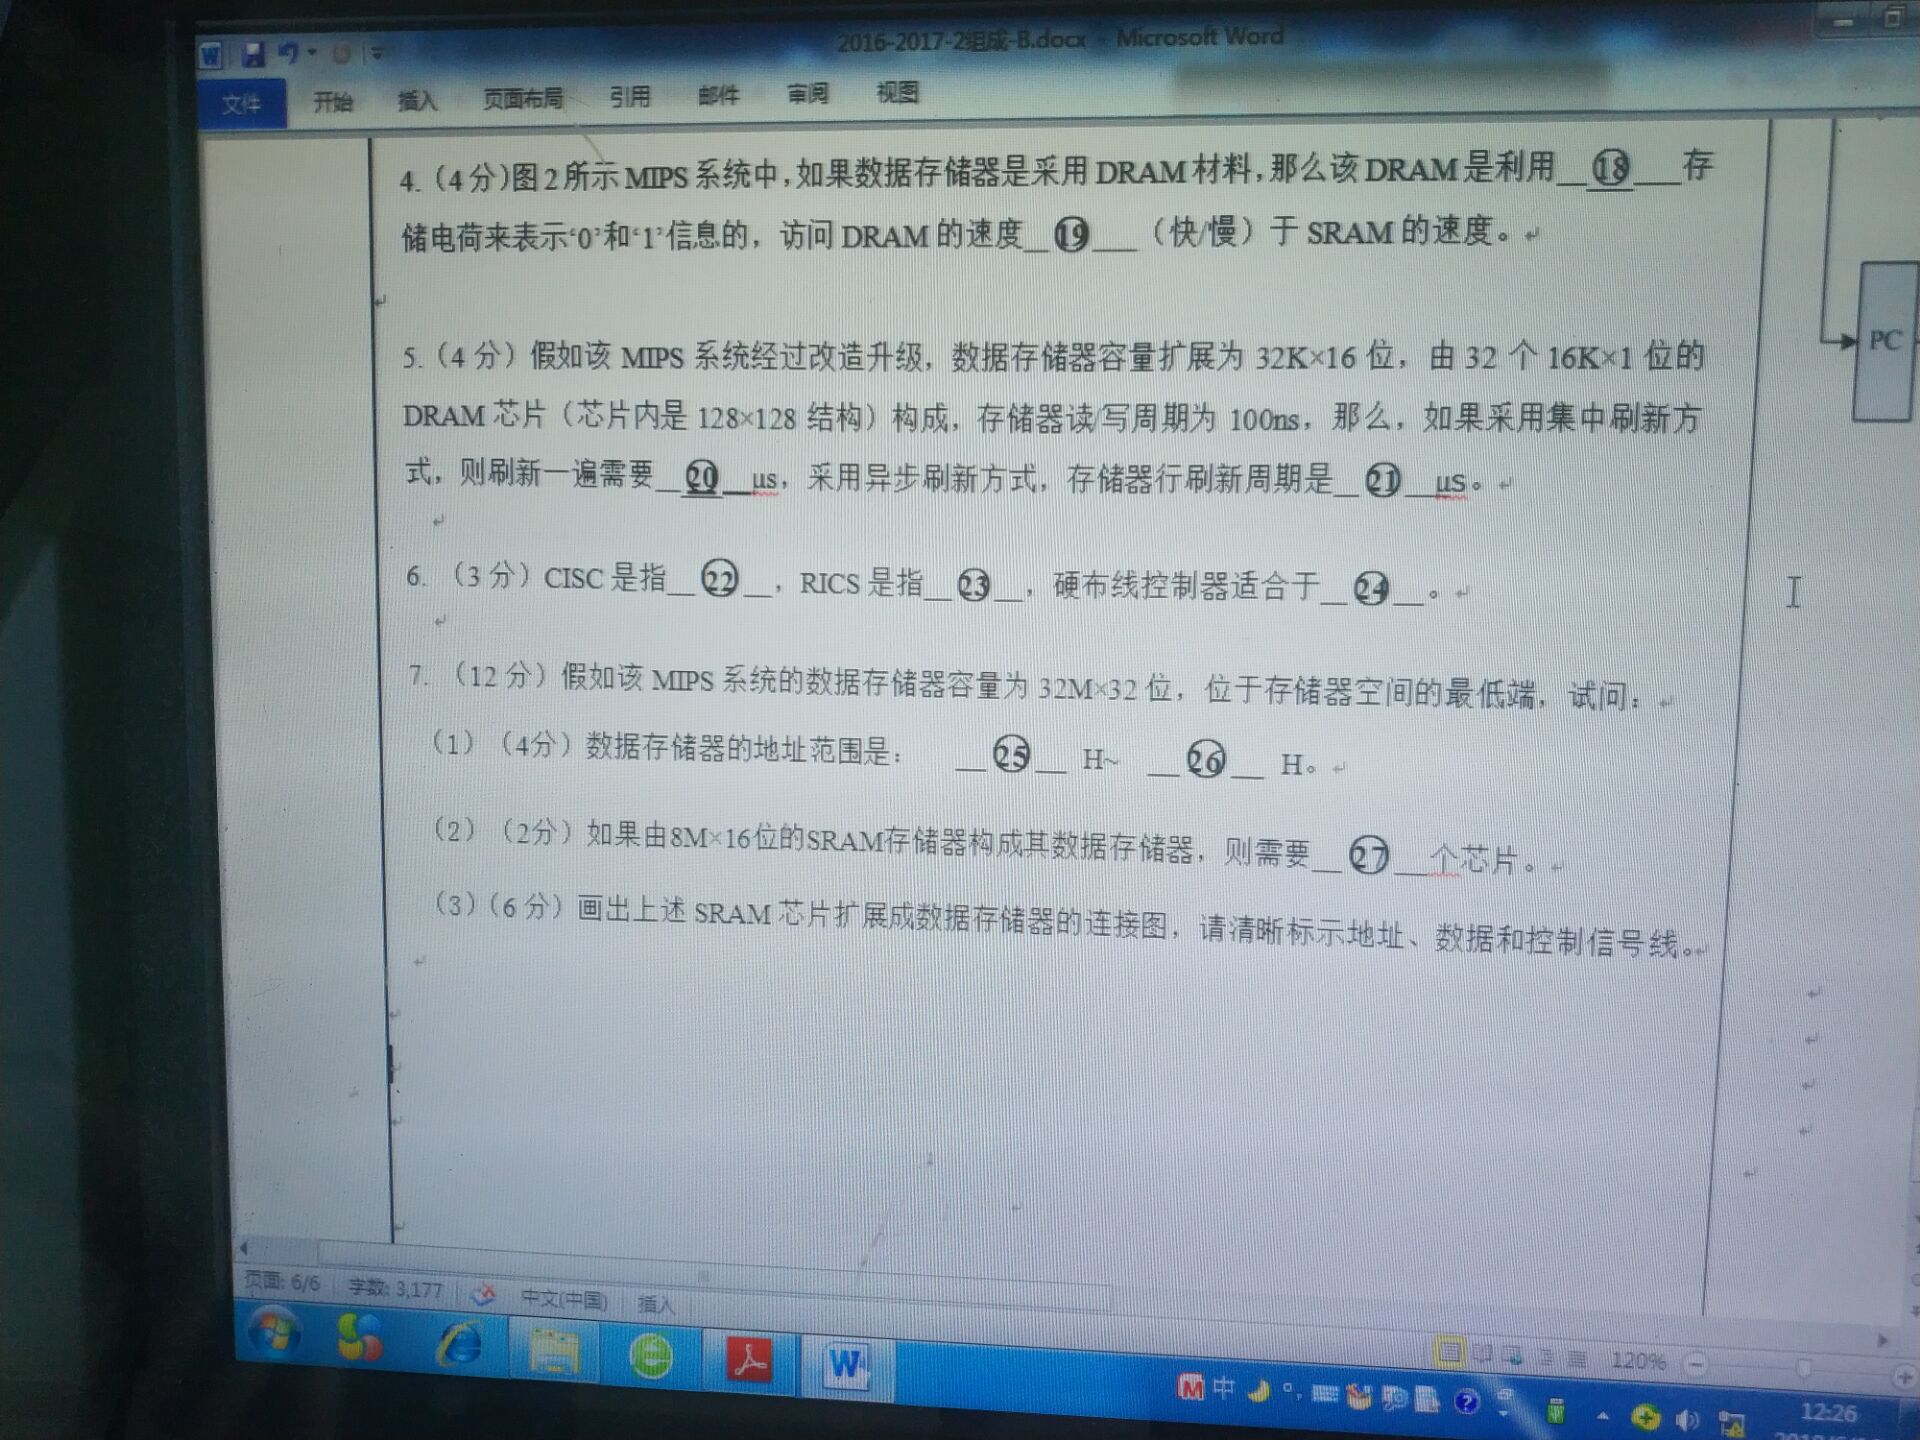 2016-2017-2组成-B.docx - Microsoft Word
文件 开始 插入 页面布局 引用 邮件 审阅 视图
4.（4分)图2所示MIPS系统中,如果数据存储器是采用DRAM材料,那么该DRAM是利用__⑱___存
储电荷来表示‘0’和‘1’信息的，访问DRAM的速度__⑲___（快/慢）于SRAM的速度。
PC
5.（4分）假如该MIPS系统经过改造升级，数据存储器容量扩展为32K×16位，由32个16K×1位的
DRAM芯片（芯片内是128×128结构）构成，存储器读/写周期为100ns，那么，如果采用集中刷新方
式，则刷新一遍需要__⑳__μs，采用异步刷新方式，存储器行刷新周期是__㉑__μs。
6.（3分）CISC是指__㉒__，RICS是指__㉓__，硬布线控制器适合于__㉔__。
7.（12分）假如该MIPS系统的数据存储器容量为32M×32位，位于存储器空间的最低端，试问：
（1）（4分）数据存储器的地址范围是： __㉕__ H~ __㉖__ H。
（2）（2分）如果由8M×16位的SRAM存储器构成其数据存储器，则需要__㉗__个芯片。
（3）（6分）画出上述SRAM芯片扩展成数据存储器的连接图，请清晰标示地址、数据和控制信号线。
页面: 6/6 字数: 3,177 中文(中国) 插入
120%
中
12:26